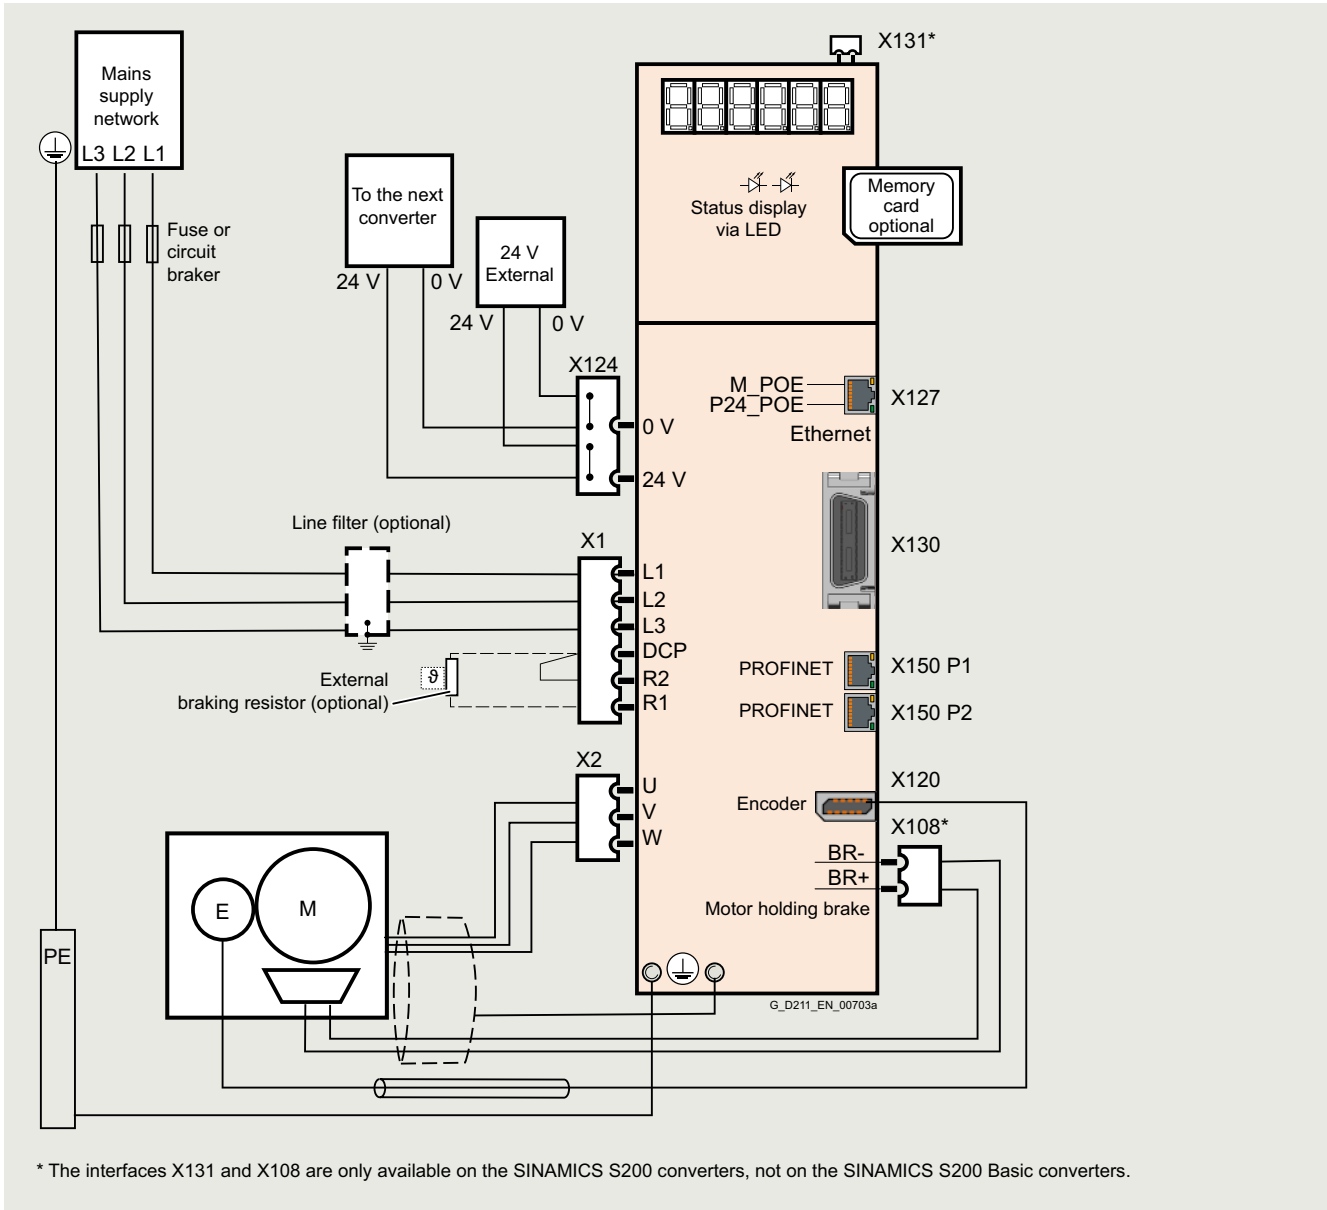 X131*
Mains
supply
network
L3 L2 L1
Fuse or
circuit
braker
To the next
converter
24 V
0 V
24 V
External
24 V
0 V
Status display
via LED
Memory
card
optional
X124
0 V
24 V
M_POE
P24_POE
X127
Ethernet
X130
Line filter (optional)
X1
L1
L2
L3
DCP
R2
R1
ϑ
External
braking resistor (optional)
PROFINET
X150 P1
PROFINET
X150 P2
X2
U
V
W
X120
Encoder
X108*
BR-
BR+
Motor holding brake
E
M
PE
G_D211_EN_00703a
* The interfaces X131 and X108 are only available on the SINAMICS S200 converters, not on the SINAMICS S200 Basic converters.